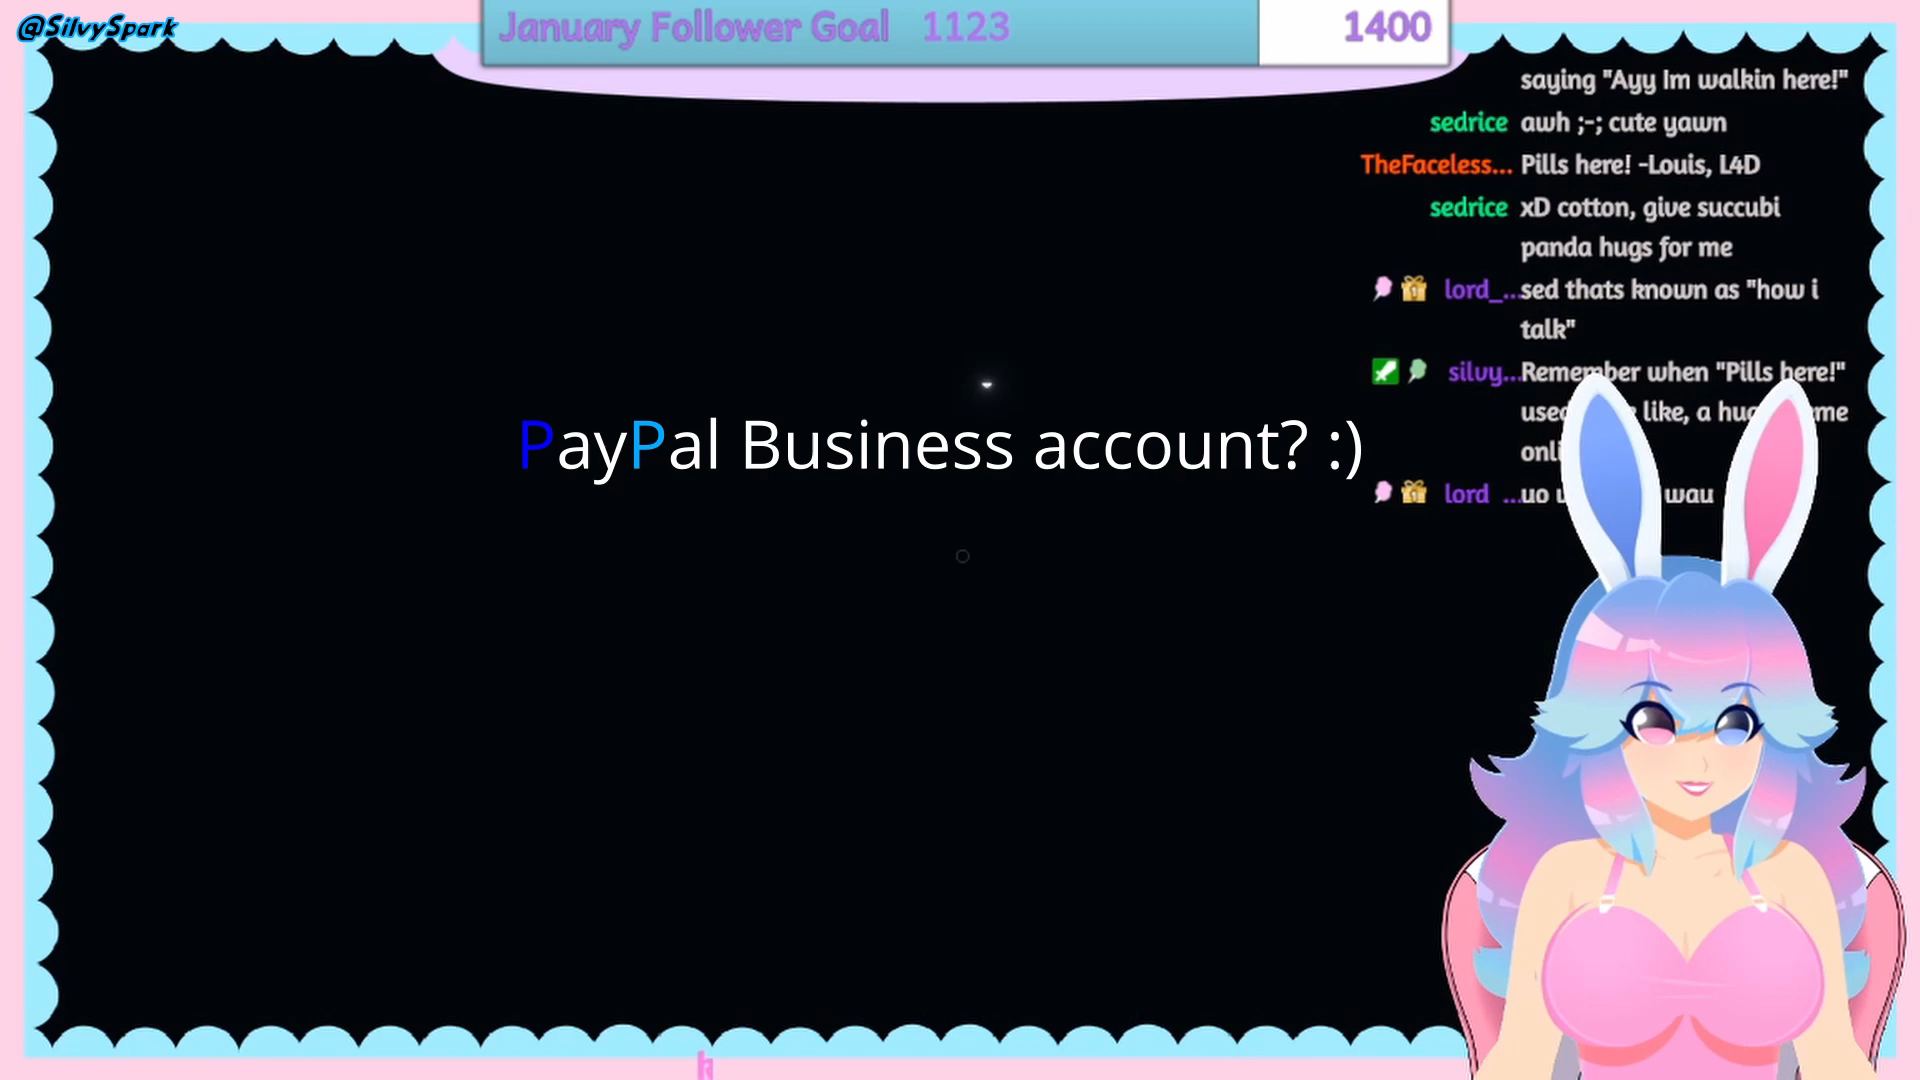 @SilvySpark
January Follower Goal 1123 1400
saying "Ayy Im walkin here!"
sedrice awh ;-; cute yawn
TheFaceless... Pills here! -Louis, L4D
sedrice xD cotton, give succubi
panda hugs for me
lord_... sed thats known as "how i
talk"
silvy... Remember when "Pills here!"
like, a
PayPal Business account? :)
lord ...uo wau